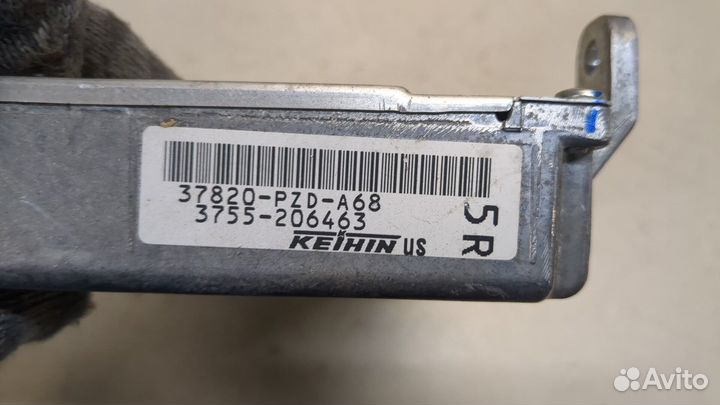 37820-PZD-A68
3755-206463
KEIHIN US
5R
Avito